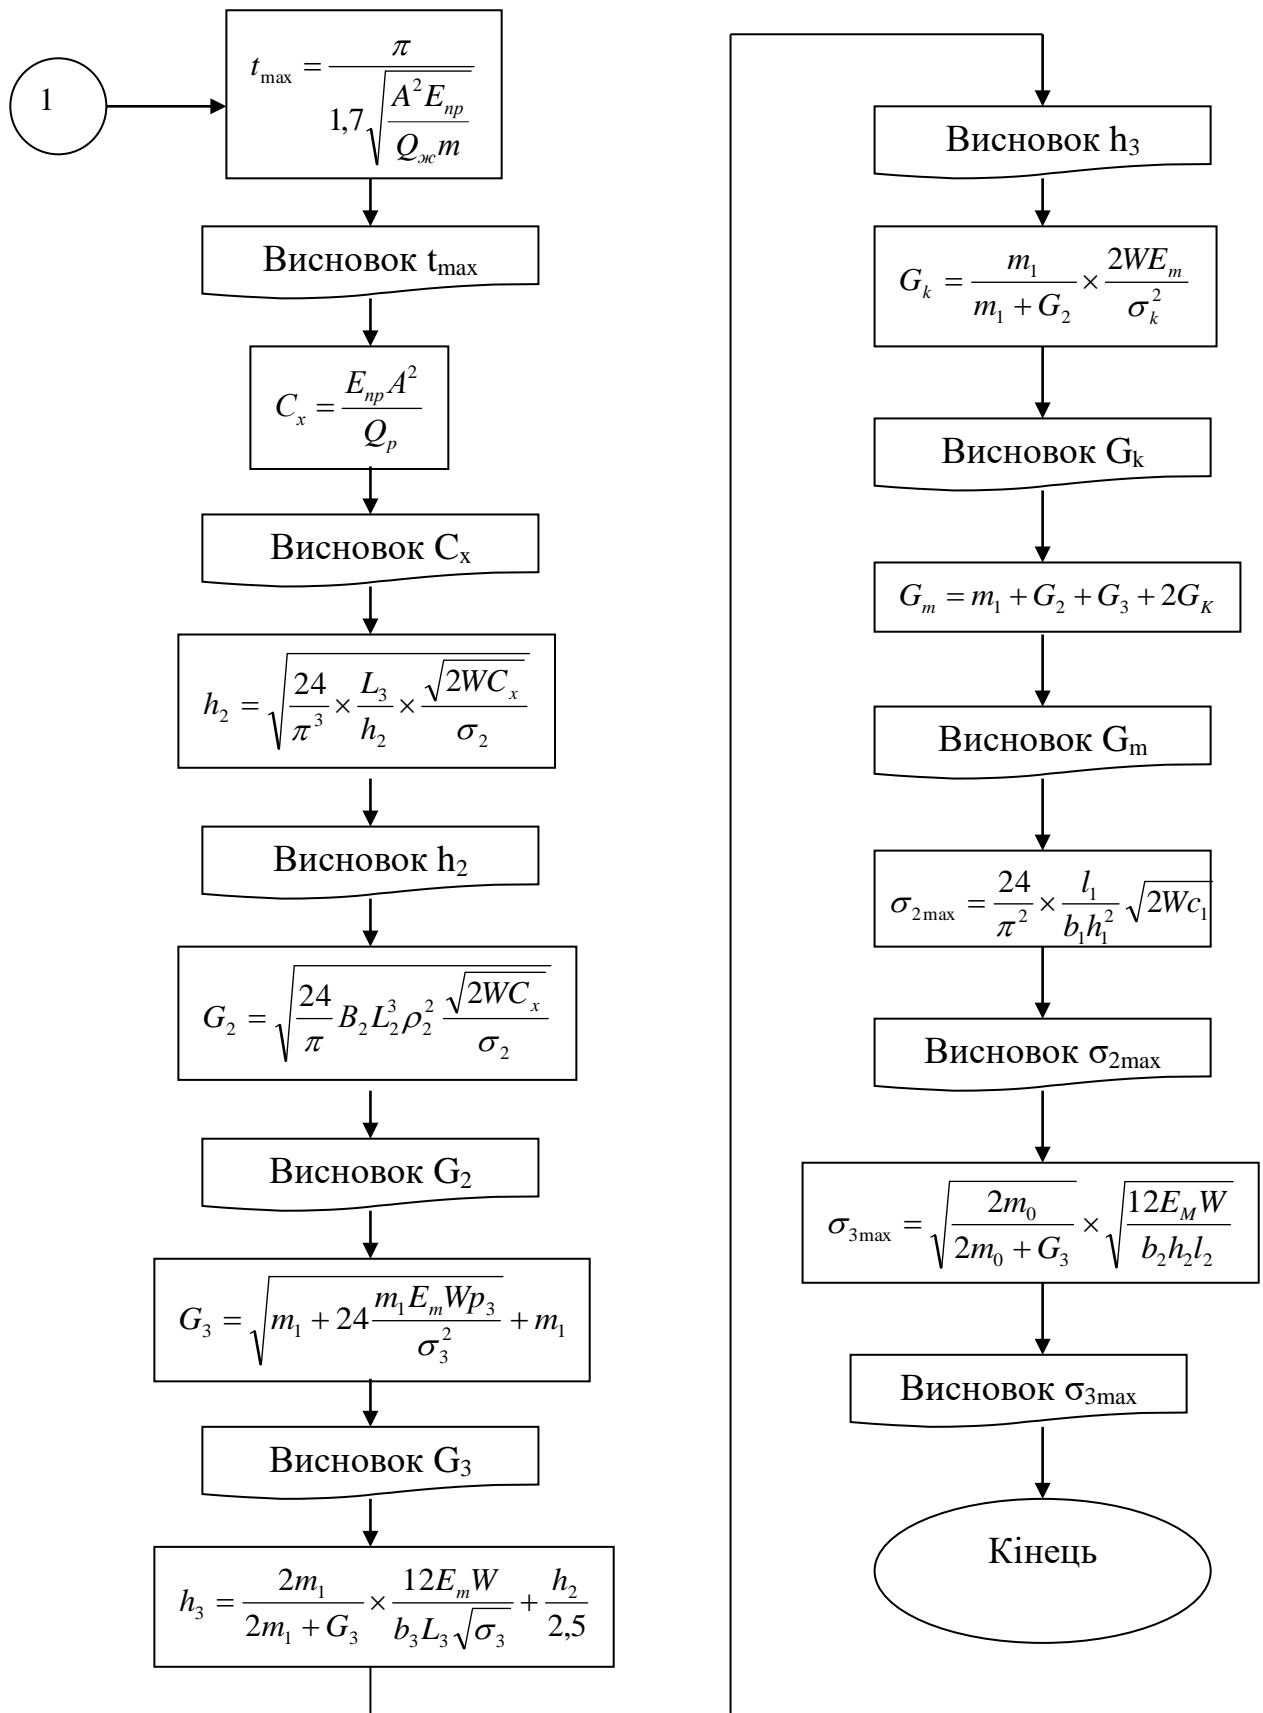 1
t_max = π / (1,7 √(A² E_пр / (Q_ж m)))
Висновок t_max
C_x = E_пр A² / Q_p
Висновок C_x
h_2 = √(24/π³ × L_3/h_2 × √(2WC_x)/σ_2)
Висновок h_2
G_2 = √(24/π B_2 L_2³ ρ_2² √(2WC_x)/σ_2)
Висновок G_2
G_3 = √(m_1 + 24 m_1 E_m W p_3 / σ_3²) + m_1
Висновок G_3
h_3 = 2m_1 / (2m_1 + G_3) × 12E_m W / (b_3 L_3 √σ_3) + h_2 / 2,5
Висновок h_3
G_k = m_1 / (m_1 + G_2) × 2WE_m / σ_k²
Висновок G_k
G_m = m_1 + G_2 + G_3 + 2G_K
Висновок G_m
σ_2max = 24/π² × l_1 / (b_1 h_1²) √(2Wc_1)
Висновок σ_2max
σ_3max = √(2m_0 / (2m_0 + G_3)) × √(12E_M W / (b_2 h_2 l_2))
Висновок σ_3max
Кінець